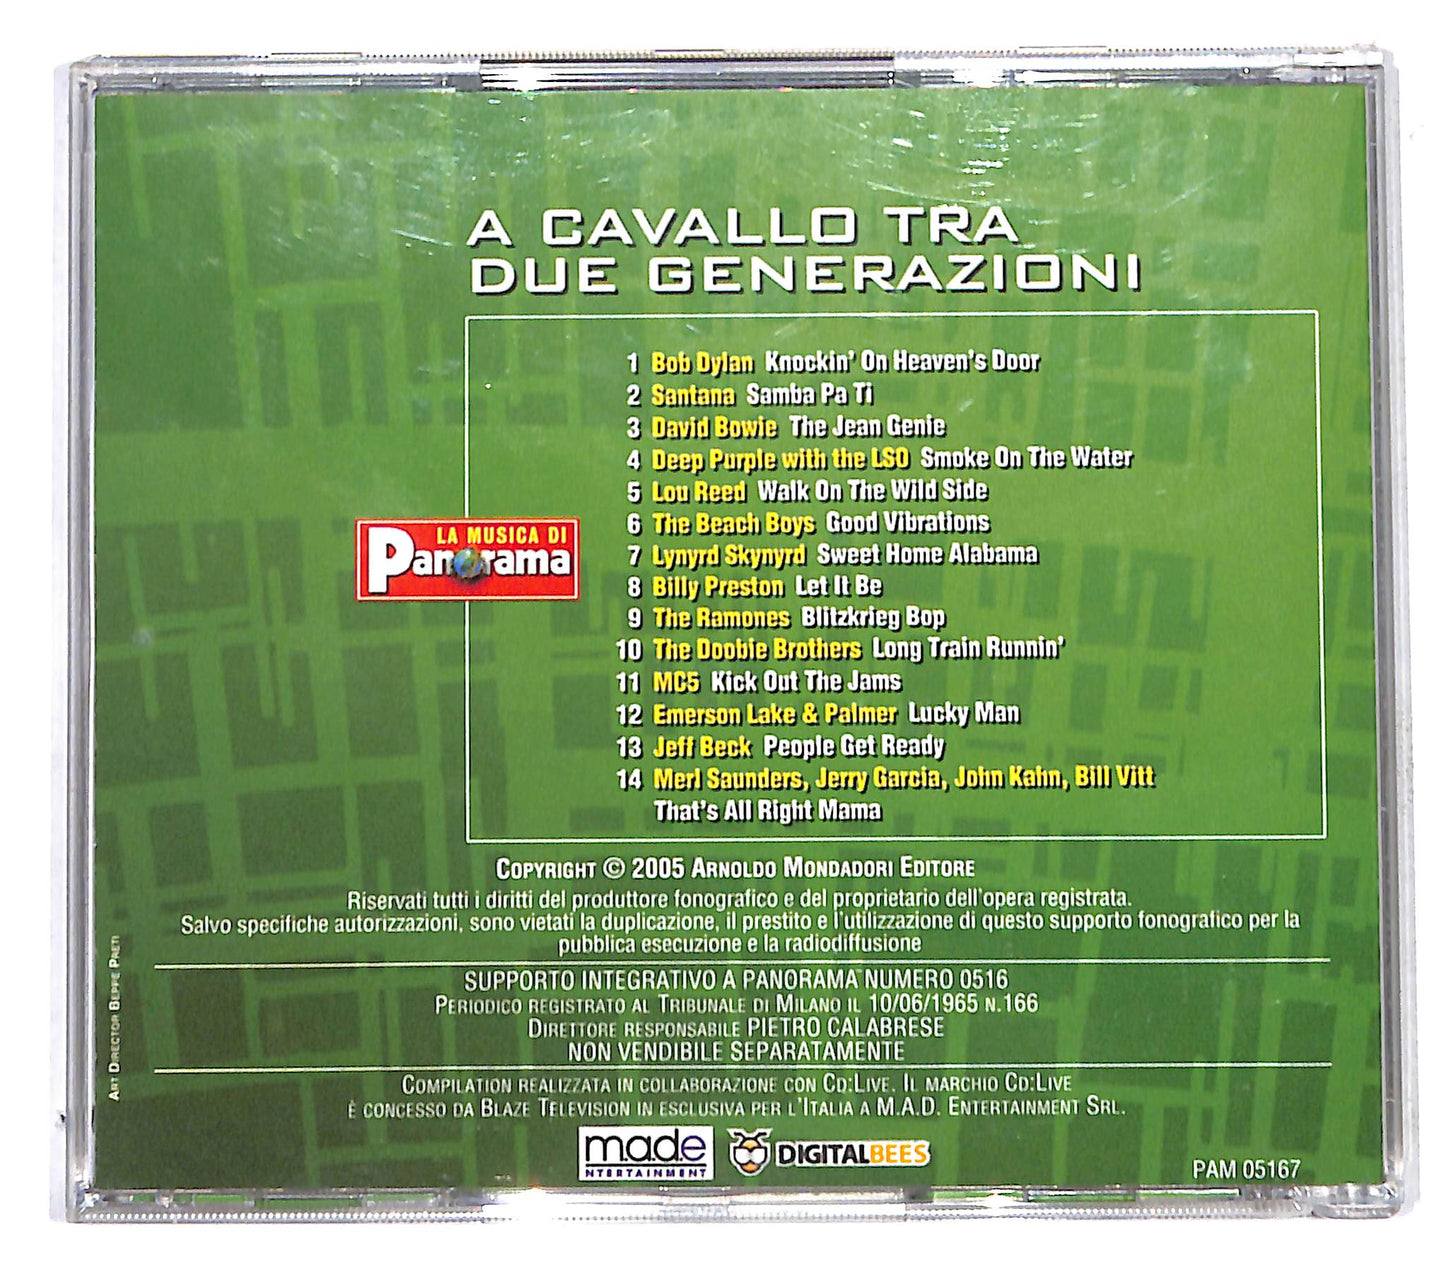 A CAVALLO TRA
DUE GENERAZIONI
1 Bob Dylan Knockin' On Heaven's Door
2 Santana Samba Pa Ti
3 David Bowie The Jean Genie
4 Deep Purple with the LSO Smoke On The Water
5 Lou Reed Walk On The Wild Side
6 The Beach Boys Good Vibrations
7 Lynyrd Skynyrd Sweet Home Alabama
8 Billy Preston Let It Be
9 The Ramones Blitzkrieg Bop
10 The Doobie Brothers Long Train Runnin'
11 MC5 Kick Out The Jams
12 Emerson Lake & Palmer Lucky Man
13 Jeff Beck People Get Ready
14 Merl Saunders, Jerry Garcia, John Kahn, Bill Vitt
That's All Right Mama
LA MUSICA DI
Panorama
COPYRIGHT © 2005 ARNOLDO MONDADORI EDITORE
Riservati tutti i diritti del produttore fonografico e del proprietario dell'opera registrata.
Salvo specifiche autorizzazioni, sono vietati la duplicazione, il prestito e l'utilizzazione di questo supporto fonografico per la
pubblica esecuzione e la radiodiffusione
SUPPORTO INTEGRATIVO A PANORAMA NUMERO 0516
PERIODICO REGISTRATO AL TRIBUNALE DI MILANO IL 10/06/1965 N.166
DIRETTORE RESPONSABILE PIETRO CALABRESE
NON VENDIBILE SEPARATAMENTE
COMPILATION REALIZZATA IN COLLABORAZIONE CON CD:LIVE. IL MARCHIO CD:LIVE
È CONCESSO DA BLAZE TELEVISION IN ESCLUSIVA PER L'ITALIA A M.A.D. ENTERTAINMENT SRL.
m.a.d.e
NTERTAINMENT
DIGITALBEES
PAM 05167
ART DIRECTOR BEPPE PRETI